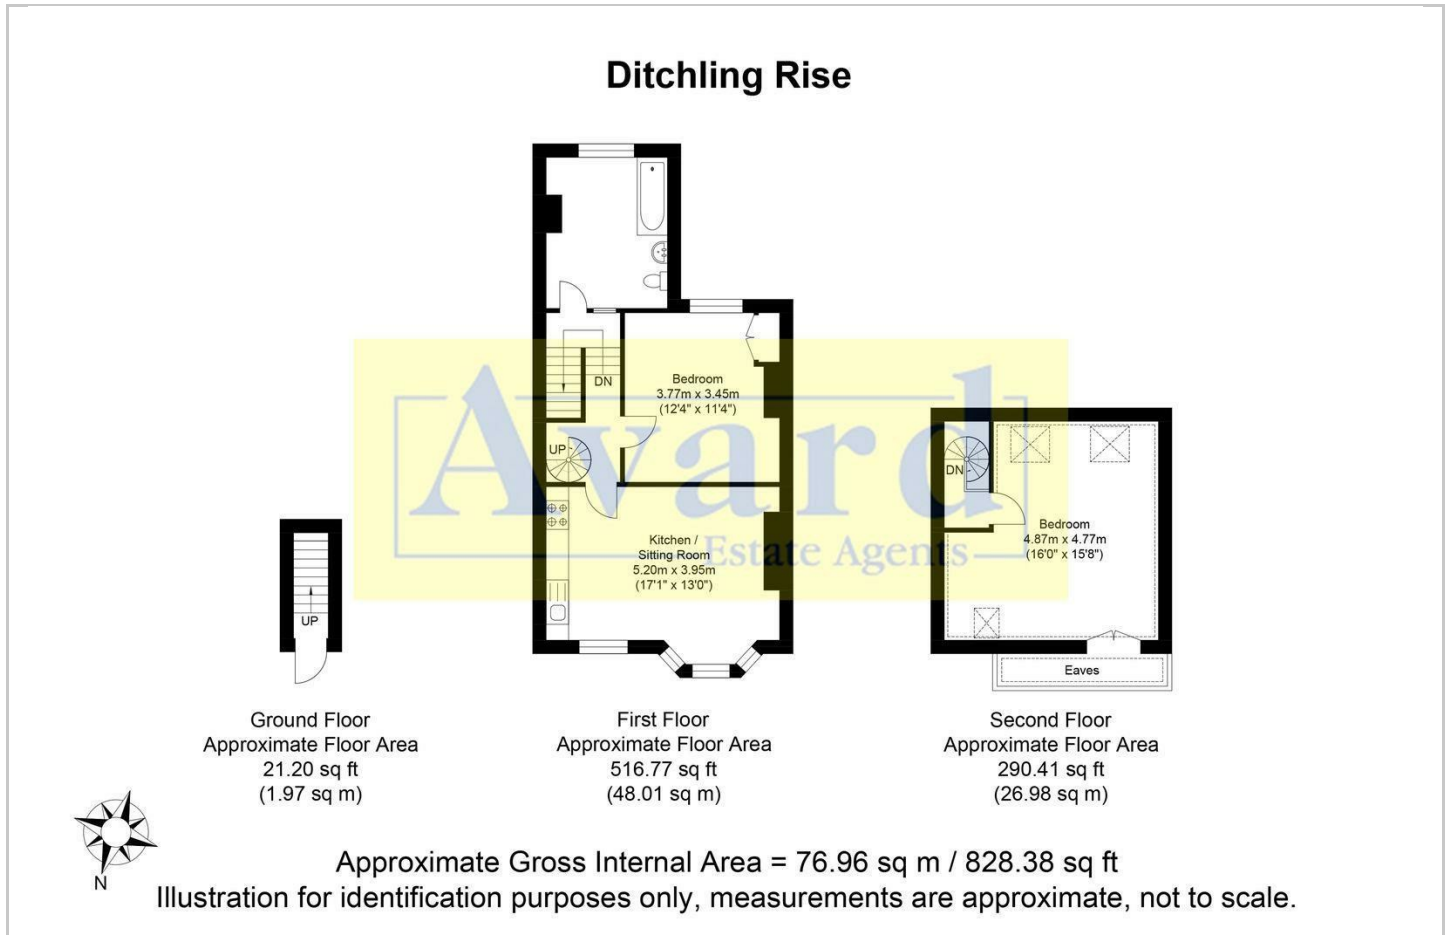 Ditchling Rise
Bedroom
3.77m x 3.45m
(12'4" x 11'4")
DN
UP
Kitchen /
Sitting Room
5.20m x 3.95m
(17'1" x 13'0")
DN
Bedroom
4.87m x 4.77m
(16'0" x 15'8")
Eaves
UP
Avard
Estate Agents
Ground Floor
Approximate Floor Area
21.20 sq ft
(1.97 sq m)
First Floor
Approximate Floor Area
516.77 sq ft
(48.01 sq m)
Second Floor
Approximate Floor Area
290.41 sq ft
(26.98 sq m)
N
Approximate Gross Internal Area = 76.96 sq m / 828.38 sq ft
Illustration for identification purposes only, measurements are approximate, not to scale.